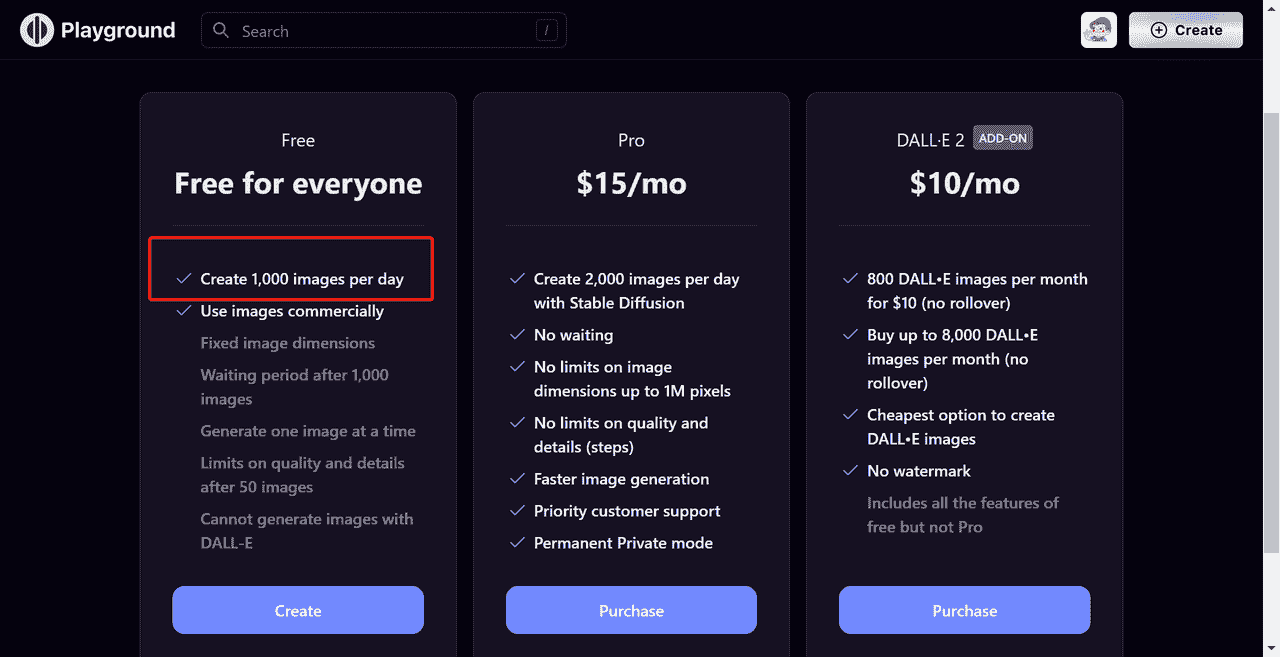 Playground
Search
/
Create
Free
Free for everyone
Create 1,000 images per day
Use images commercially
Fixed image dimensions
Waiting period after 1,000
images
Generate one image at a time
Limits on quality and details
after 50 images
Cannot generate images with
DALL-E
Create
Pro
$15/mo
Create 2,000 images per day
with Stable Diffusion
No waiting
No limits on image
dimensions up to 1M pixels
No limits on quality and
details (steps)
Faster image generation
Priority customer support
Permanent Private mode
Purchase
DALL·E 2 ADD-ON
$10/mo
800 DALL•E images per month
for $10 (no rollover)
Buy up to 8,000 DALL•E
images per month (no
rollover)
Cheapest option to create
DALL•E images
No watermark
Includes all the features of
free but not Pro
Purchase